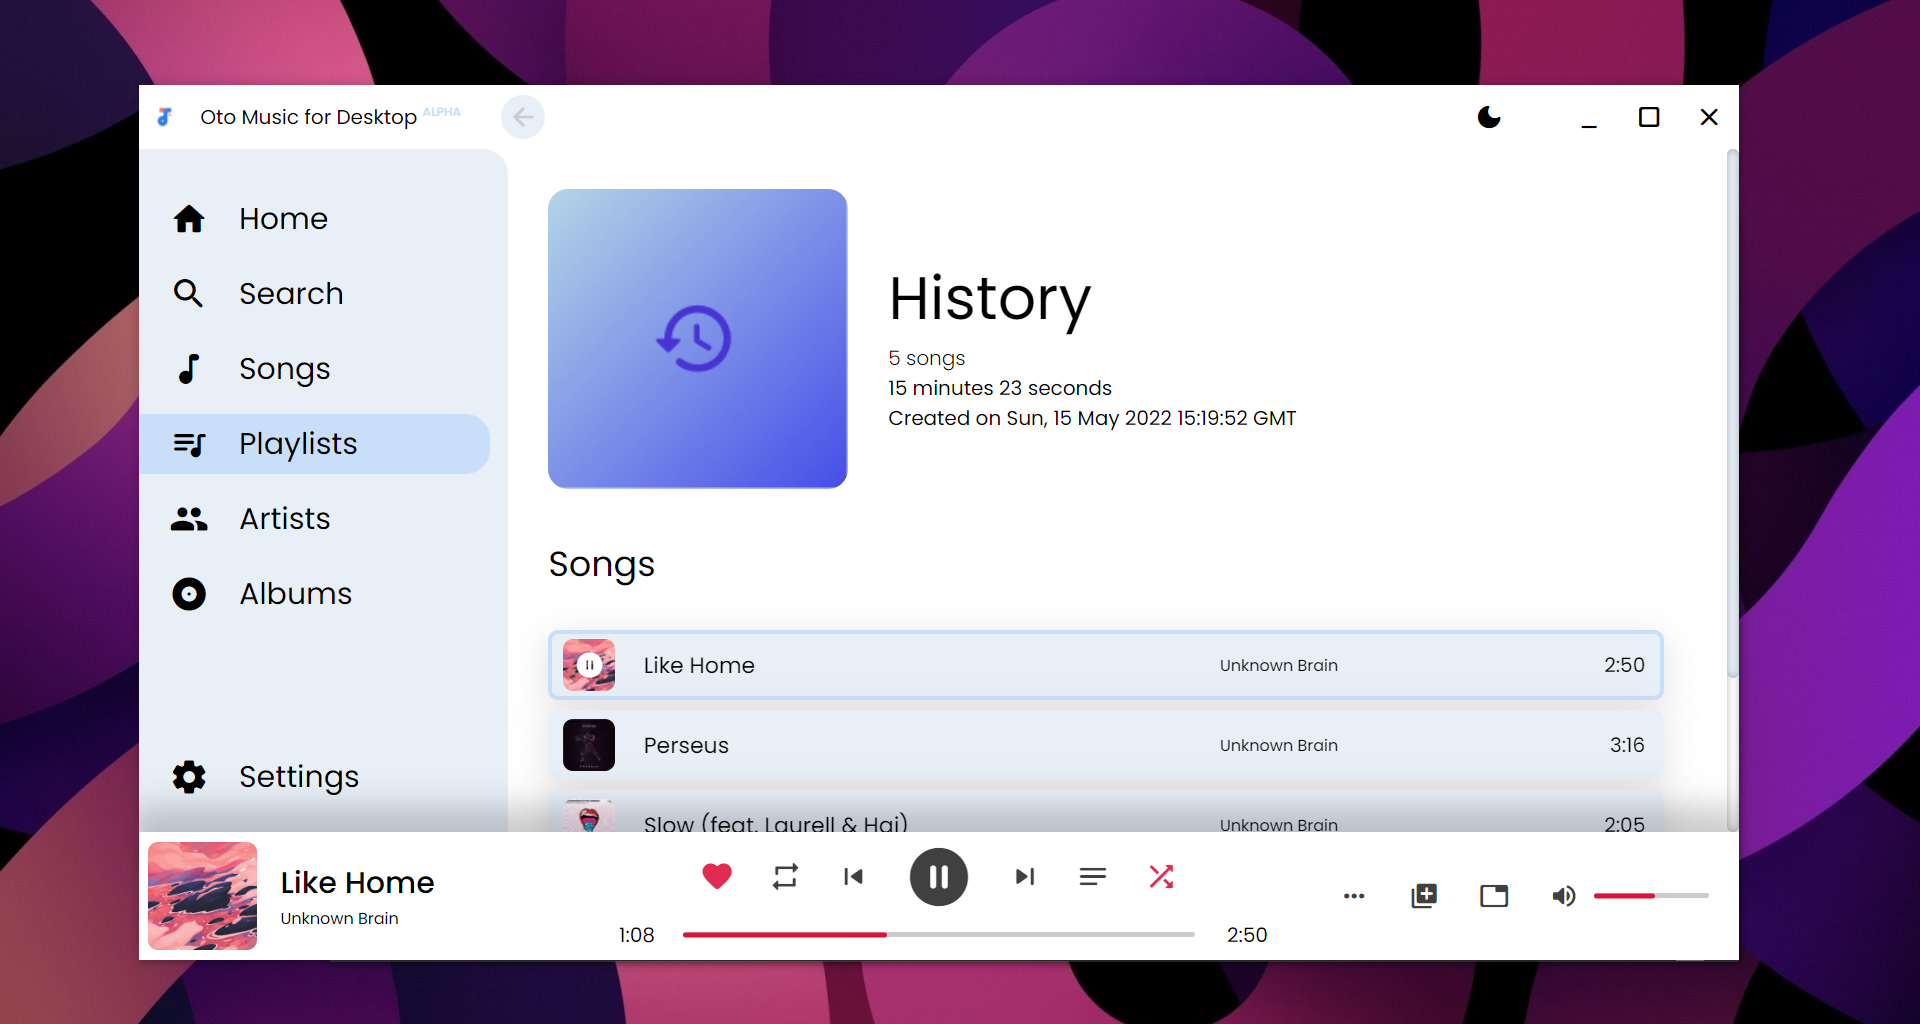 Oto Music for Desktop ALPHA
Home
Search
Songs
Playlists
Artists
Albums
Settings
History
5 songs
15 minutes 23 seconds
Created on Sun, 15 May 2022 15:19:52 GMT
Songs
Like Home Unknown Brain 2:50
Perseus Unknown Brain 3:16
Slow (feat. Laurell & Hai) Unknown Brain 2:05
Like Home
Unknown Brain
1:08 2:50